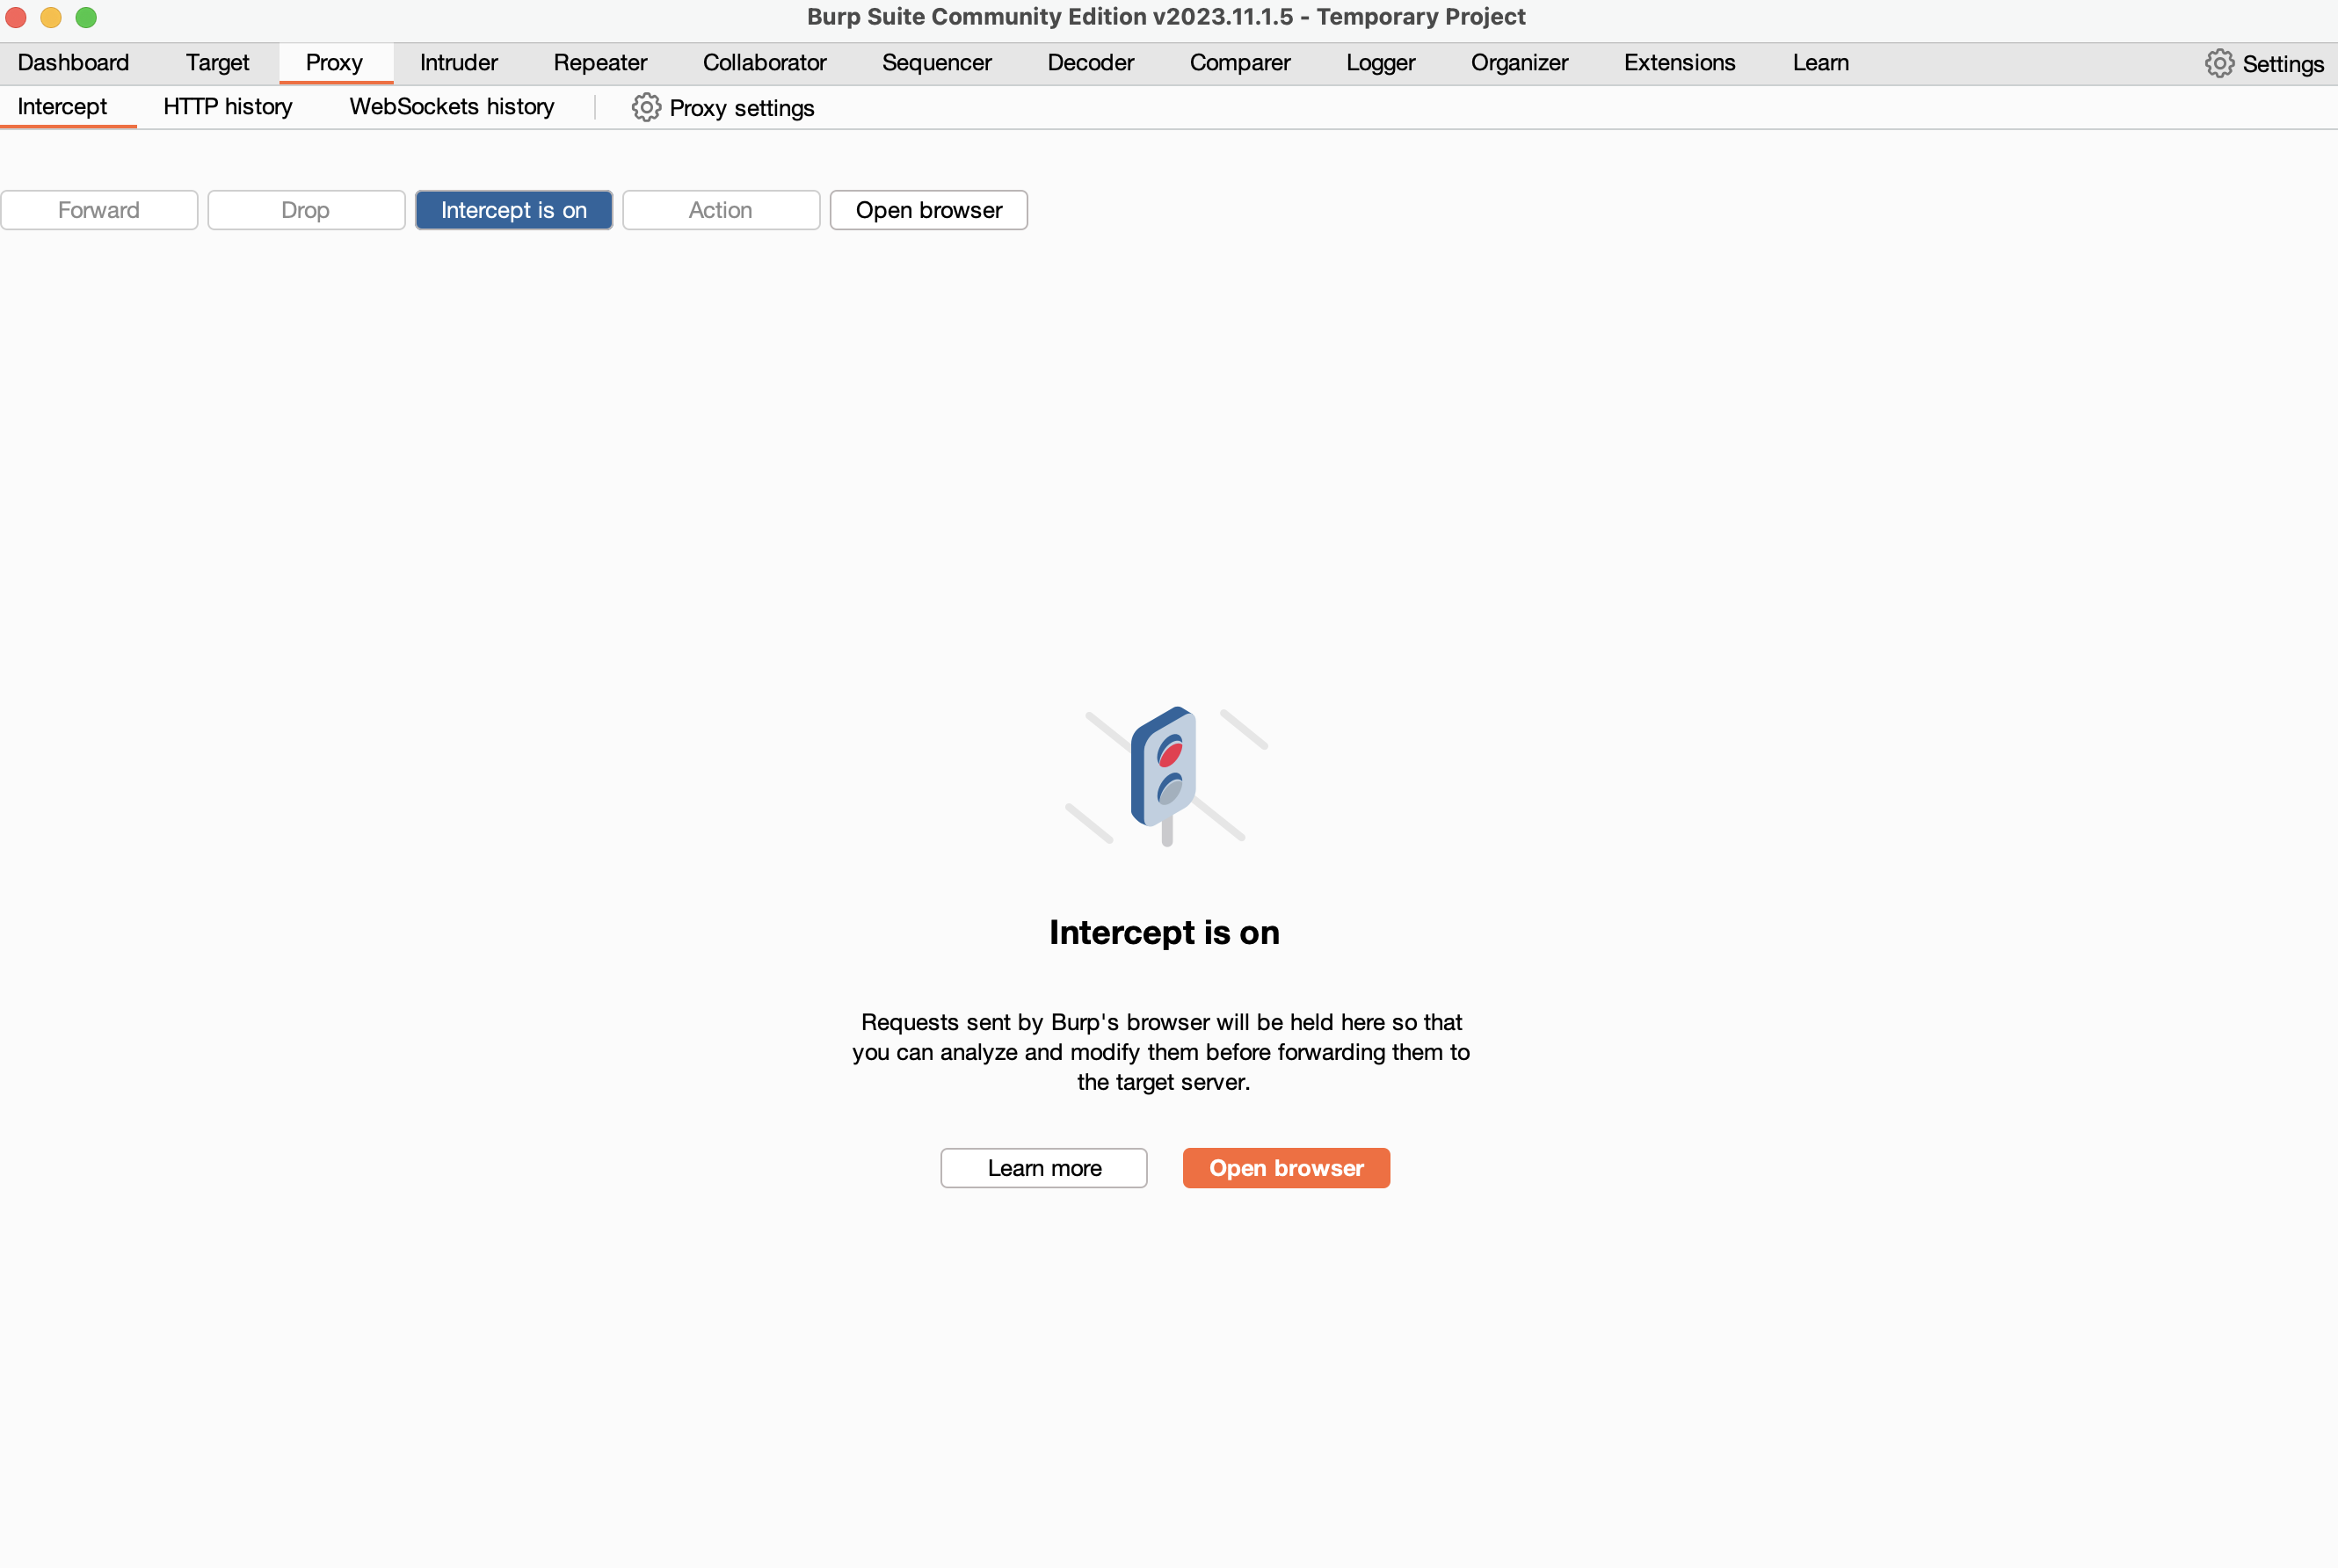 Burp Suite Community Edition v2023.11.1.5 - Temporary Project
Dashboard Target Proxy Intruder Repeater Collaborator Sequencer Decoder Comparer Logger Organizer Extensions Learn Settings
Intercept HTTP history WebSockets history Proxy settings
Forward Drop Intercept is on Action Open browser
Intercept is on
Requests sent by Burp's browser will be held here so that
you can analyze and modify them before forwarding them to
the target server.
Learn more Open browser